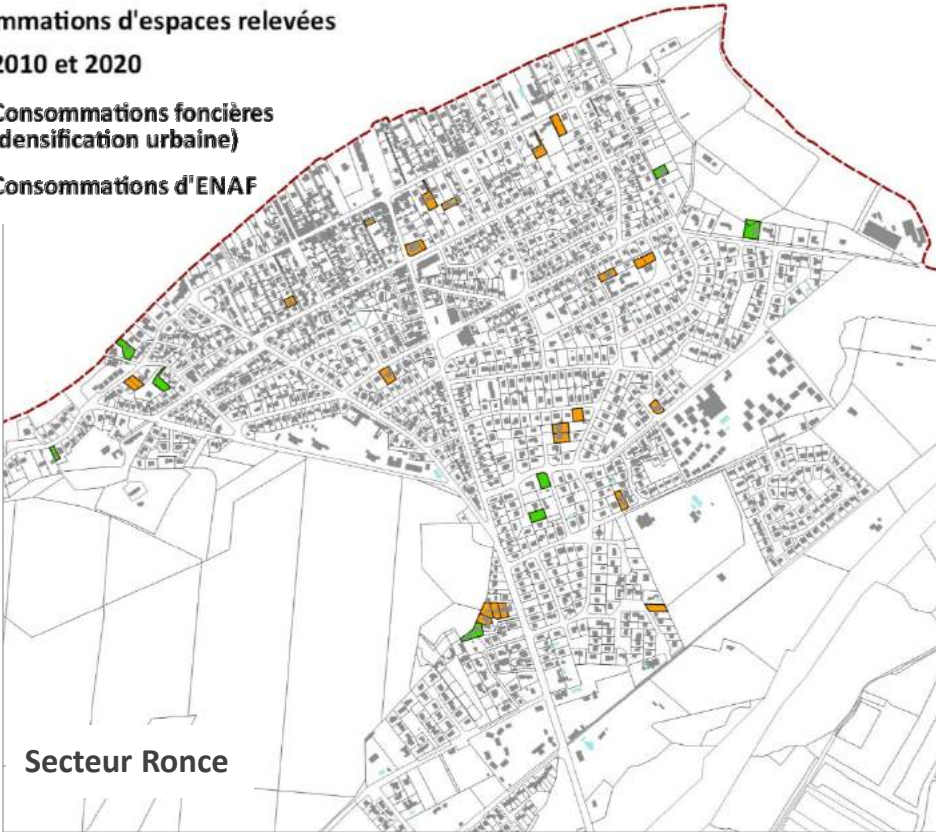 mmations d'espaces relevées
2010 et 2020
Consommations foncières
densification urbaine)
Consommations d'ENAF
Secteur Ronce